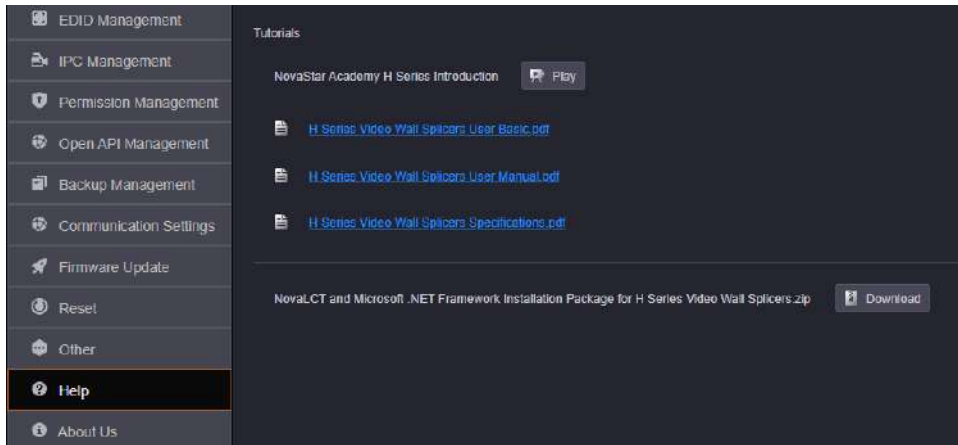 EDID Management
IPC Management
Permission Management
Open API Management
Backup Management
Communication Settings
Firmware Update
Reset
Other
Help
About Us
Tutorials
NovaStar Academy H Series Introduction Play
H Series Video Wall Splicers User Basic.pdf
H Series Video Wall Splicers User Manual.pdf
H Series Video Wall Splicers Specifications.pdf
NovaLCT and Microsoft .NET Framework Installation Package for H Series Video Wall Splicers.zip Download